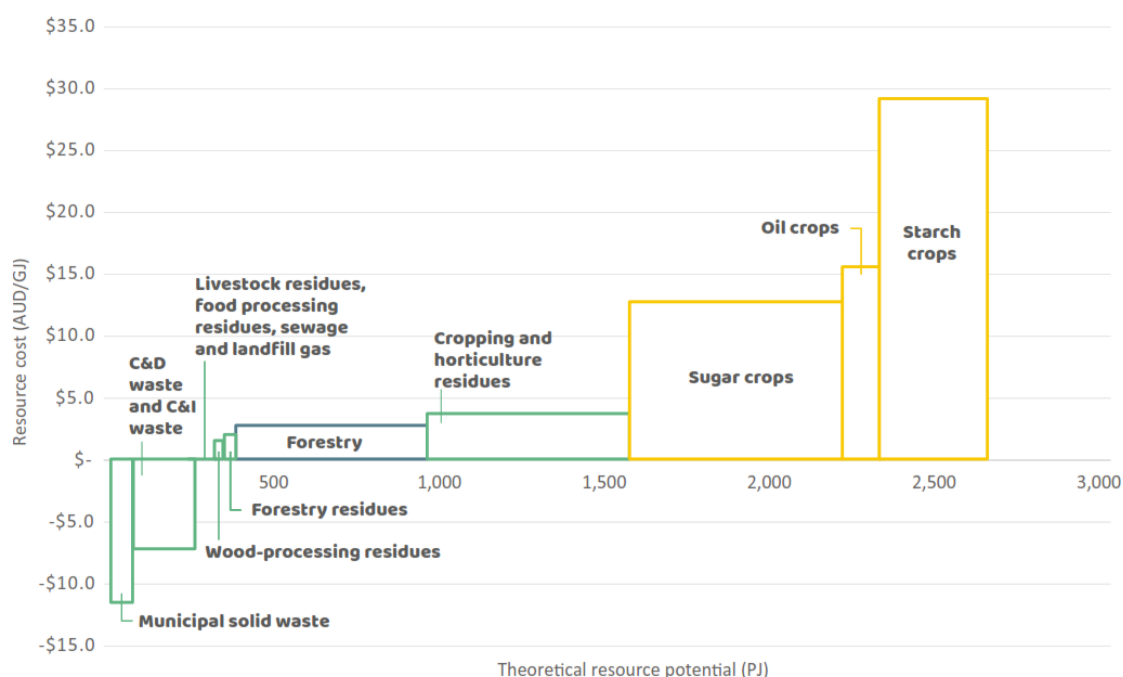 $35.0
$30.0
$25.0
$20.0
$15.0
$10.0
$5.0
$-
-$5.0
-$10.0
-$15.0
Resource cost (AUD/GJ)
C&D
waste
and C&I
waste
Livestock residues,
food processing
residues, sewage
and landfill gas
Cropping and
horticulture
residues
Oil crops
Starch
crops
Sugar crops
Forestry
500
1,000
1,500
2,000
2,500
3,000
Forestry residues
Wood-processing residues
Municipal solid waste
Theoretical resource potential (PJ)